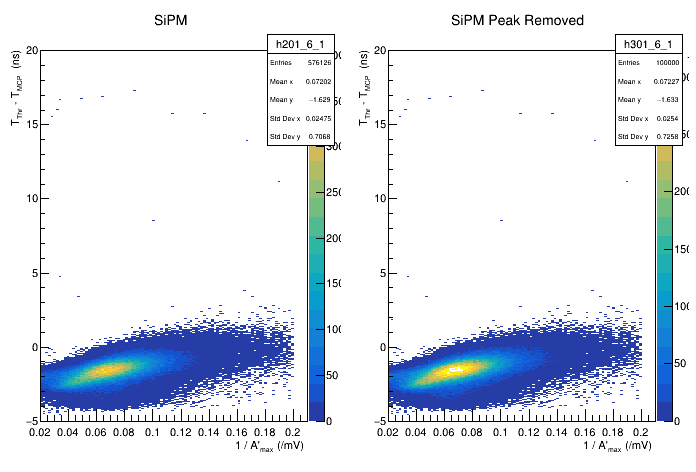 SiPM
h201_6_1
Entries 576126
Mean x 0.07202
Mean y −1.629
Std Dev x 0.02475
Std Dev y 0.7068
T_Thr - T_MCP (ns)
20
15
10
5
0
−5
0.02 0.04 0.06 0.08 0.1 0.12 0.14 0.16 0.18 0.2
1 / A'_max (/mV)
250
200
150
100
50
0
SiPM Peak Removed
h301_6_1
Entries 100000
Mean x 0.07227
Mean y −1.633
Std Dev x 0.0254
Std Dev y 0.7258
T_Thr - T_MCP (ns)
20
15
10
5
0
−5
0.02 0.04 0.06 0.08 0.1 0.12 0.14 0.16 0.18 0.2
1 / A'_max (/mV)
200
150
100
50
0